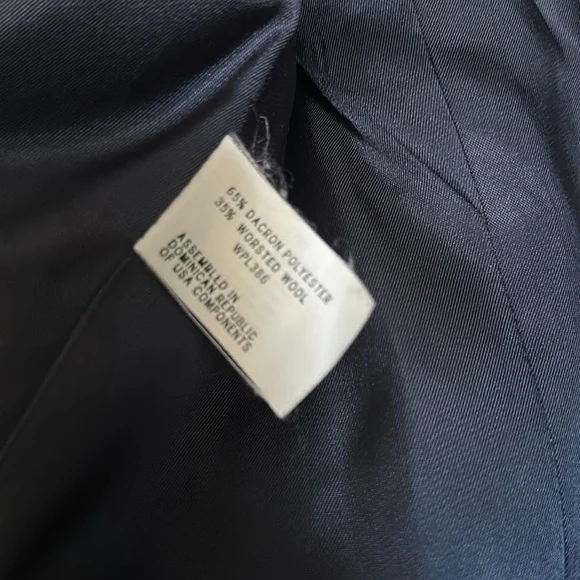 65% DACRON POLYESTER
35% WORSTED WOOL
WPL386
ASSEMBLED IN
DOMINICAN REPUBLIC
OF USA COMPONENTS